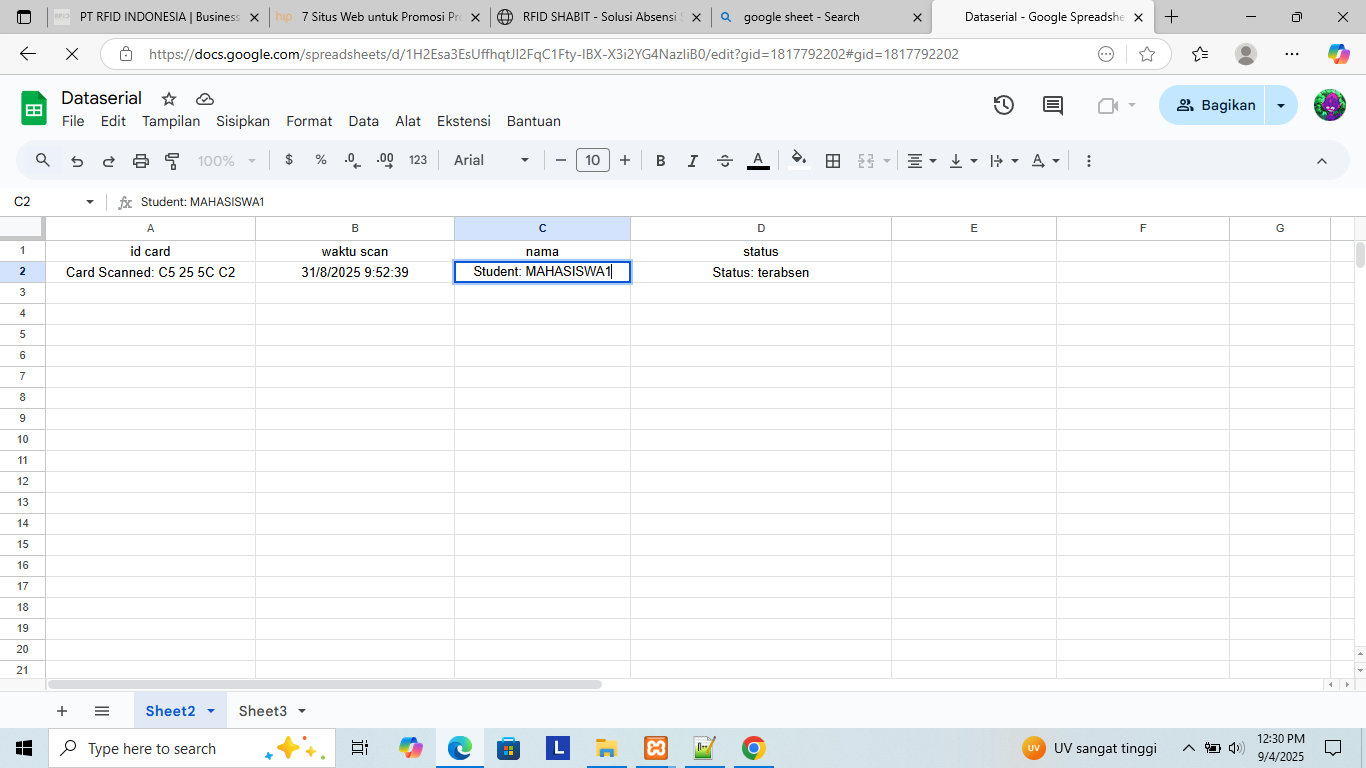 PT RFID INDONESIA | Business
hip 7 Situs Web untuk Promosi Pr
RFID SHABIT - Solusi Absensi S
google sheet - Search
Dataserial - Google Spreadshe
https://docs.google.com/spreadsheets/d/1H2Esa3EsUffhqtJI2FqC1Fty-IBX-X3i2YG4NazIiB0/edit?gid=1817792202#gid=1817792202
Dataserial
File Edit Tampilan Sisipkan Format Data Alat Ekstensi Bantuan
Bagikan
100% $ % .0 .00 123 Arial 10 B I S A A
C2 fx Student: MAHASISWA1
A B C D E F G
1 id card waktu scan nama status
2 Card Scanned: C5 25 5C C2 31/8/2025 9:52:39 Student: MAHASISWA1 Status: terabsen
3
4
5
6
7
8
9
10
11
12
13
14
15
16
17
18
19
20
21
Sheet2 Sheet3
Type here to search
L
UV UV sangat tinggi
12:30 PM
9/4/2025